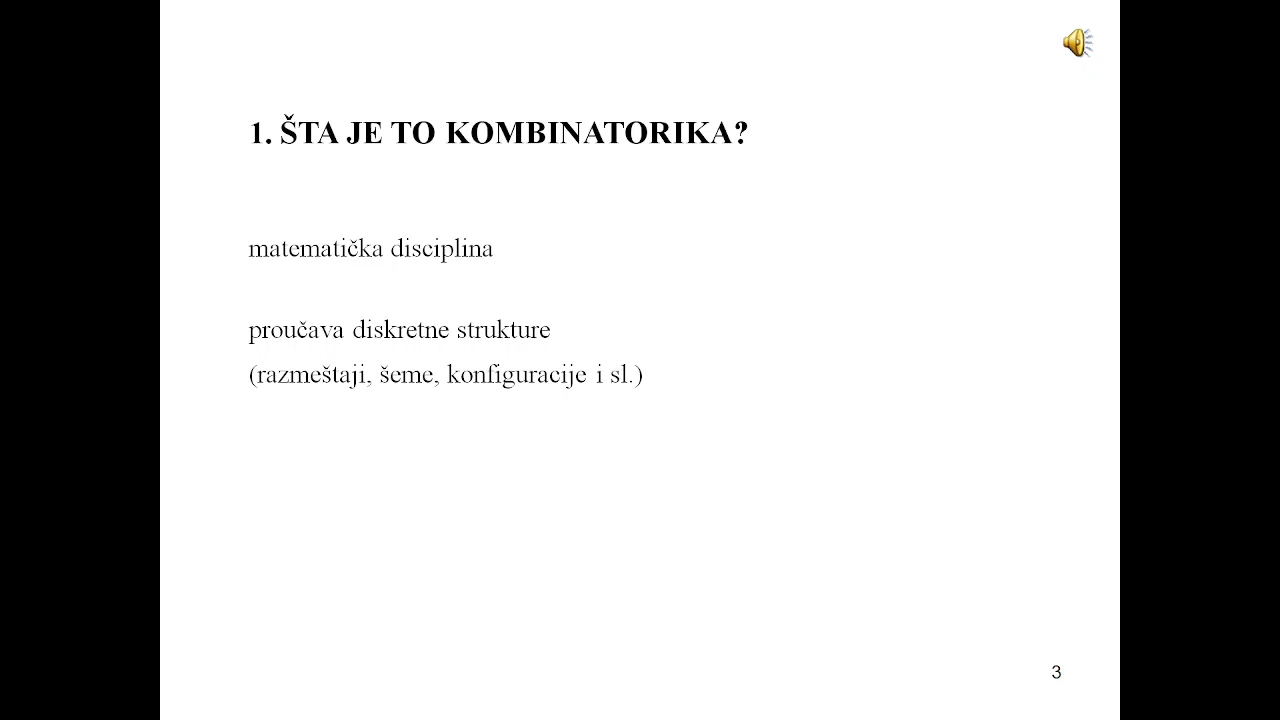 1. ŠTA JE TO KOMBINATORIKA?
matematička disciplina
proučava diskretne strukture
(razmeštaji, šeme, konfiguracije i sl.)
3